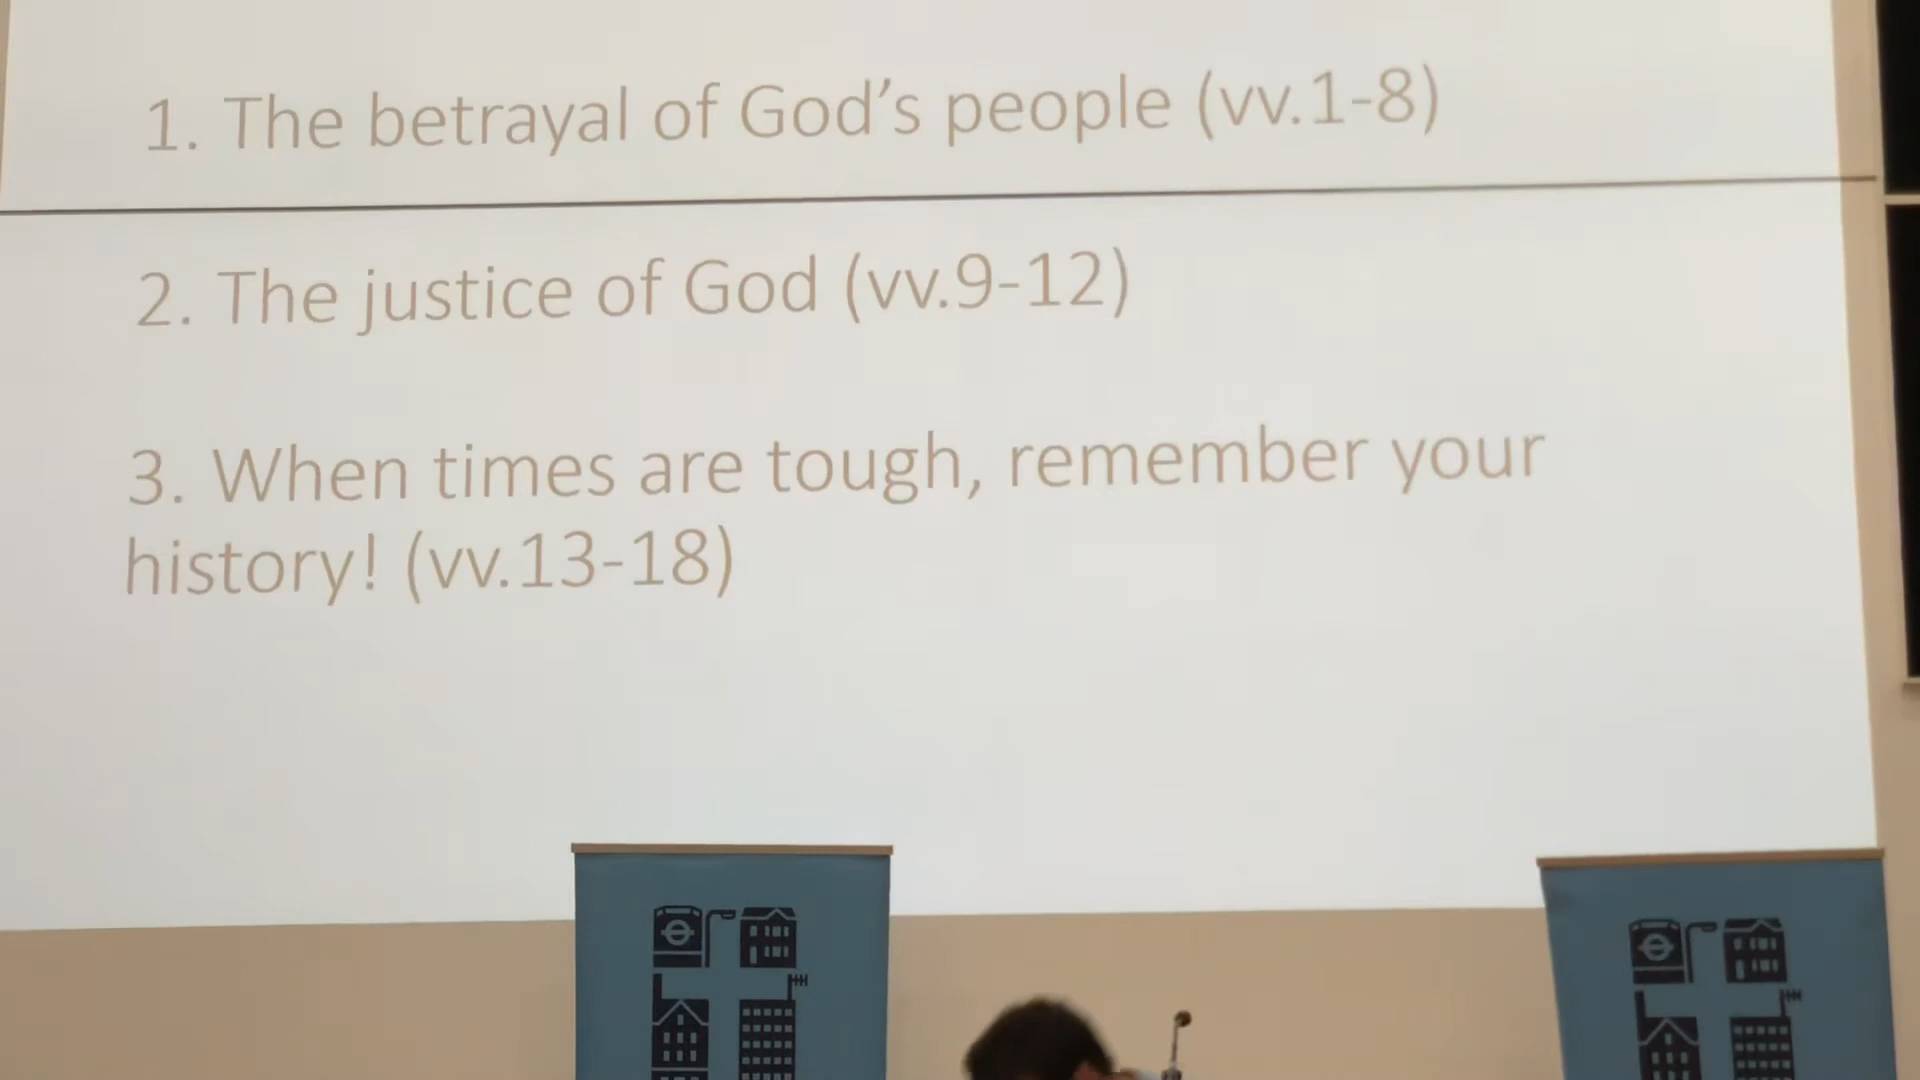 1. The betrayal of God’s people (vv.1-8)
2. The justice of God (vv.9-12)
3. When times are tough, remember your
history! (vv.13-18)